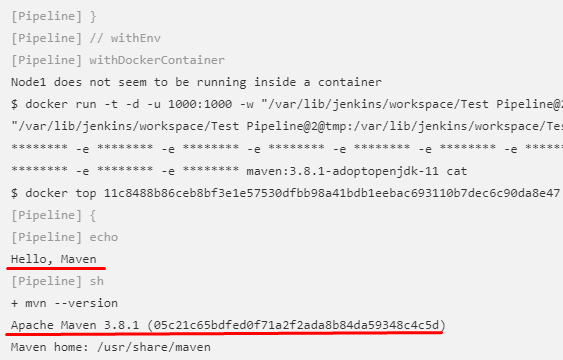 [Pipeline] }
[Pipeline] // withEnv
[Pipeline] withDockerContainer
Node1 does not seem to be running inside a container
$ docker run -t -d -u 1000:1000 -w "/var/lib/jenkins/workspace/Test Pipeline@2
"/var/lib/jenkins/workspace/Test Pipeline@2@tmp:/var/lib/jenkins/workspace/Tes
******** -e ******** -e ******** -e ******** -e ******** -e ******** -e ******
******** -e ******** -e ******** maven:3.8.1-adoptopenjdk-11 cat
$ docker top 11c8488b86ceb8bf3e1e57530dfbb98a41bdb1eebac693110b7dec6c90da8e47
[Pipeline] {
[Pipeline] echo
Hello, Maven
[Pipeline] sh
+ mvn --version
Apache Maven 3.8.1 (05c21c65bdfed0f71a2f2ada8b84da59348c4c5d)
Maven home: /usr/share/maven